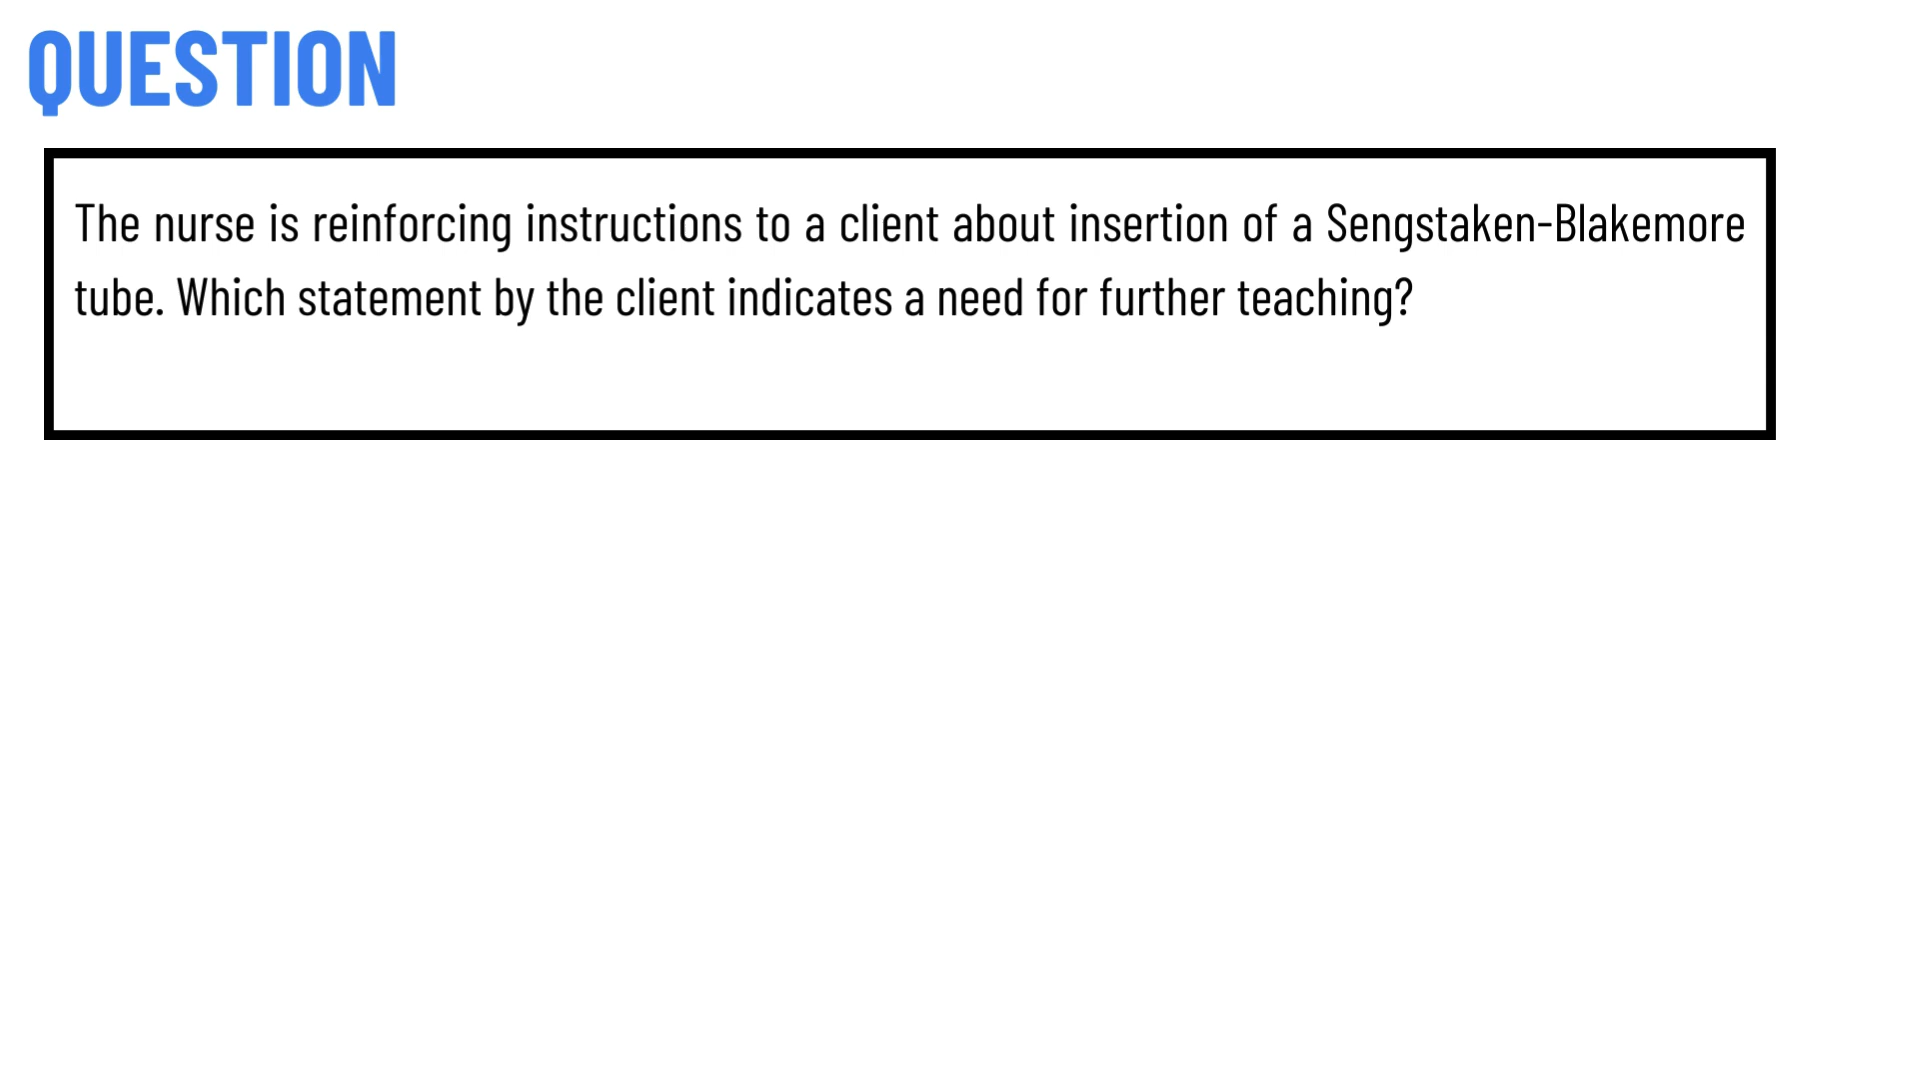 QUESTION
The nurse is reinforcing instructions to a client about insertion of a Sengstaken-Blakemore
tube. Which statement by the client indicates a need for further teaching?